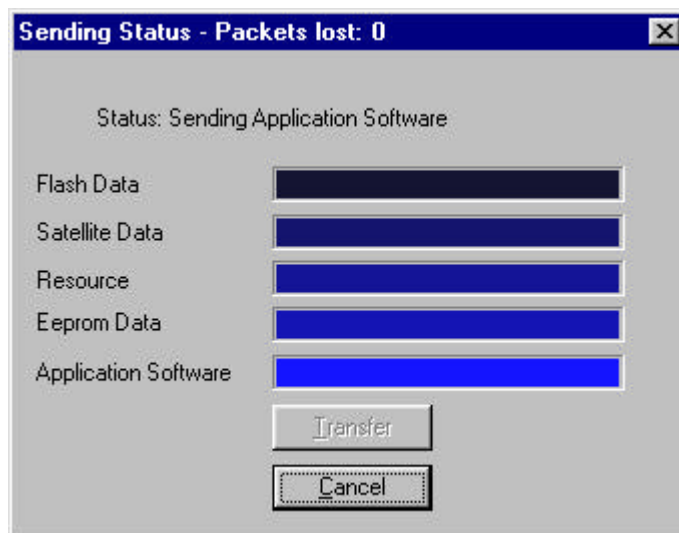 Sending Status - Packets lost: 0
Status: Sending Application Software
Flash Data
Satellite Data
Resource
Eeprom Data
Application Software
Transfer
Cancel